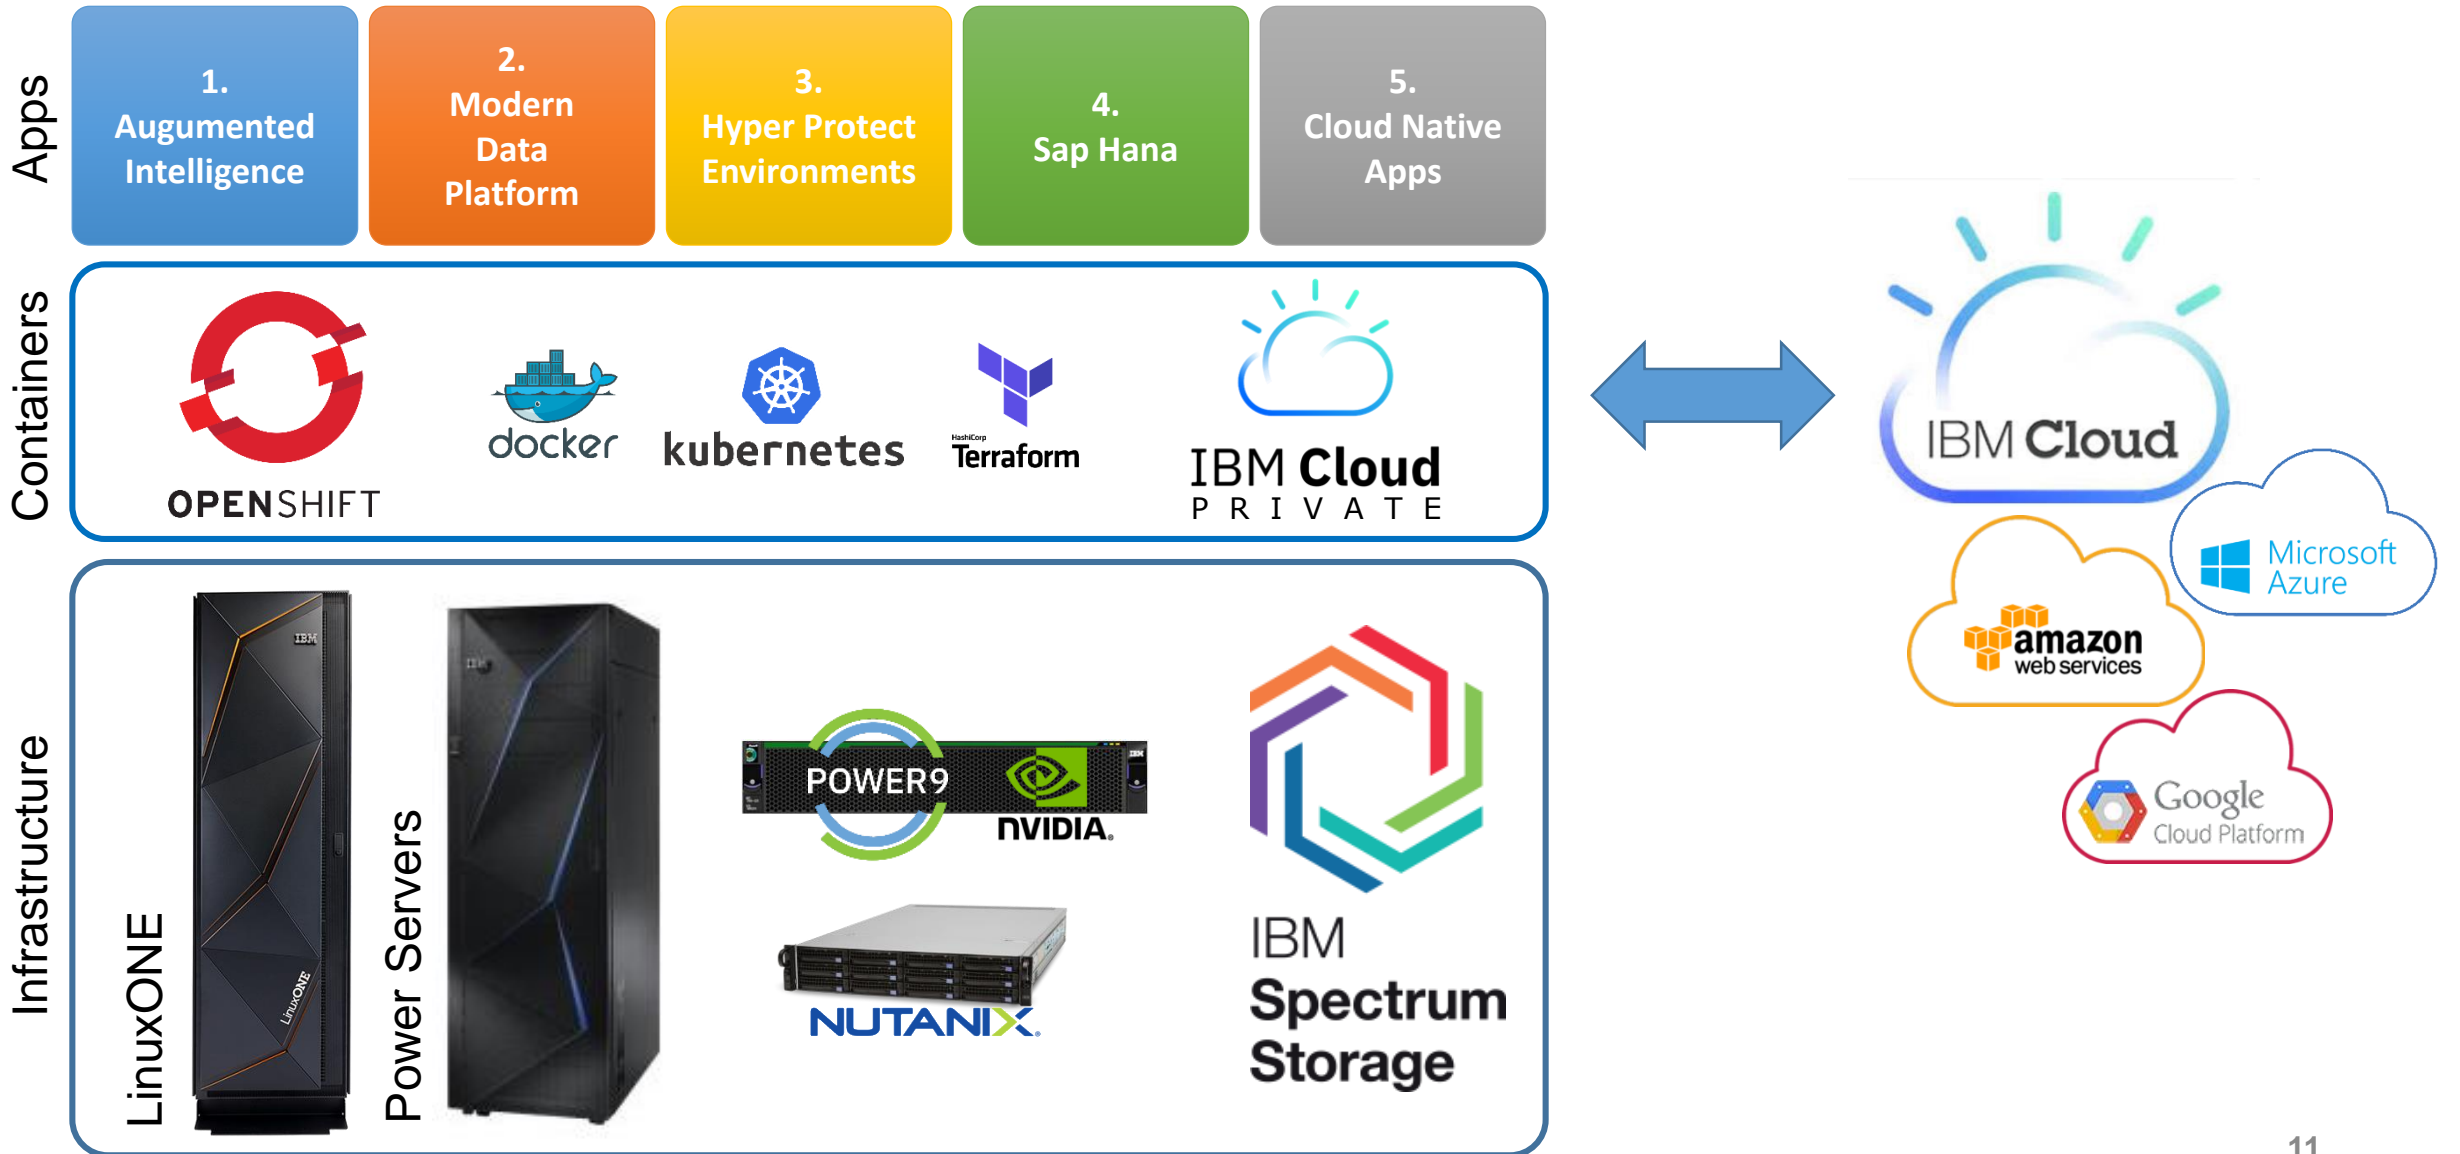 Apps
1.
Augumented
Intelligence
2.
Modern
Data
Platform
3.
Hyper Protect
Environments
4.
Sap Hana
5.
Cloud Native
Apps
Containers
OPENSHIFT
docker
kubernetes
HashiCorp
Terraform
IBM Cloud
PRIVATE
IBM Cloud
Microsoft
Azure
amazon
web services
Google
Cloud Platform
Infrastructure
LinuxONE
IBM
LinuxONE
Power Servers
IBM
POWER9
IBM
NVIDIA.
NUTANIX.
IBM
Spectrum
Storage
11